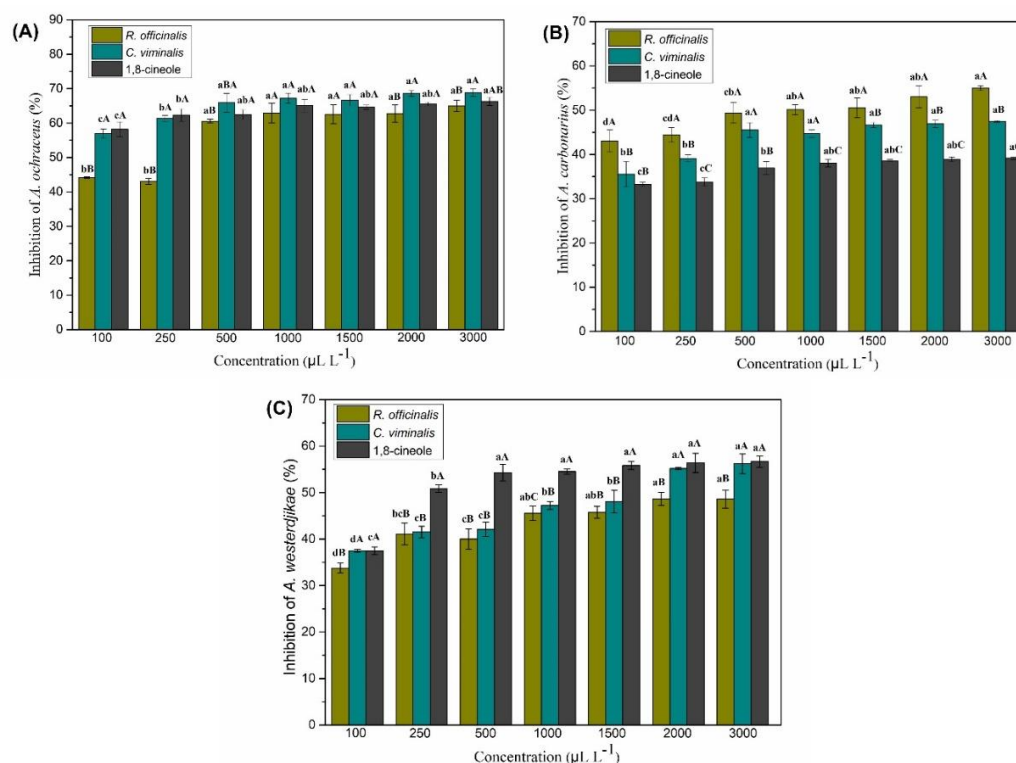 (A)
R. officinalis
C. viminalis
1,8-cineole
Inhibition of A. ochraceus (%)
90
80
70
60
50
40
30
20
10
0
bB cA cA
bB bA bA
aBA abA
aA aA abA
aA aA abA
aB aA abA
aB aA aAB
100 250 500 1000 1500 2000 3000
Concentration (µL L-1)
(B)
R. officinalis
C. viminalis
1,8-cineole
Inhibition of A. carbonarius (%)
70
60
50
40
30
20
10
0
dA bB cB
cdA bB cC
cbA aA bB
abA aA abC
abA aB abC
abA aB abC
aA aB
100 250 500 1000 1500 2000 3000
Concentration (µL L-1)
(C)
R. officinalis
C. viminalis
1,8-cineole
Inhibition of A. westerdjikae (%)
70
60
50
40
30
20
10
0
dB dA cA
bcB cB bA
cB cB aA
abC bB aA
abB bB aA
aB aA aA
aB aA aA
100 250 500 1000 1500 2000 3000
Concentration (µL L-1)